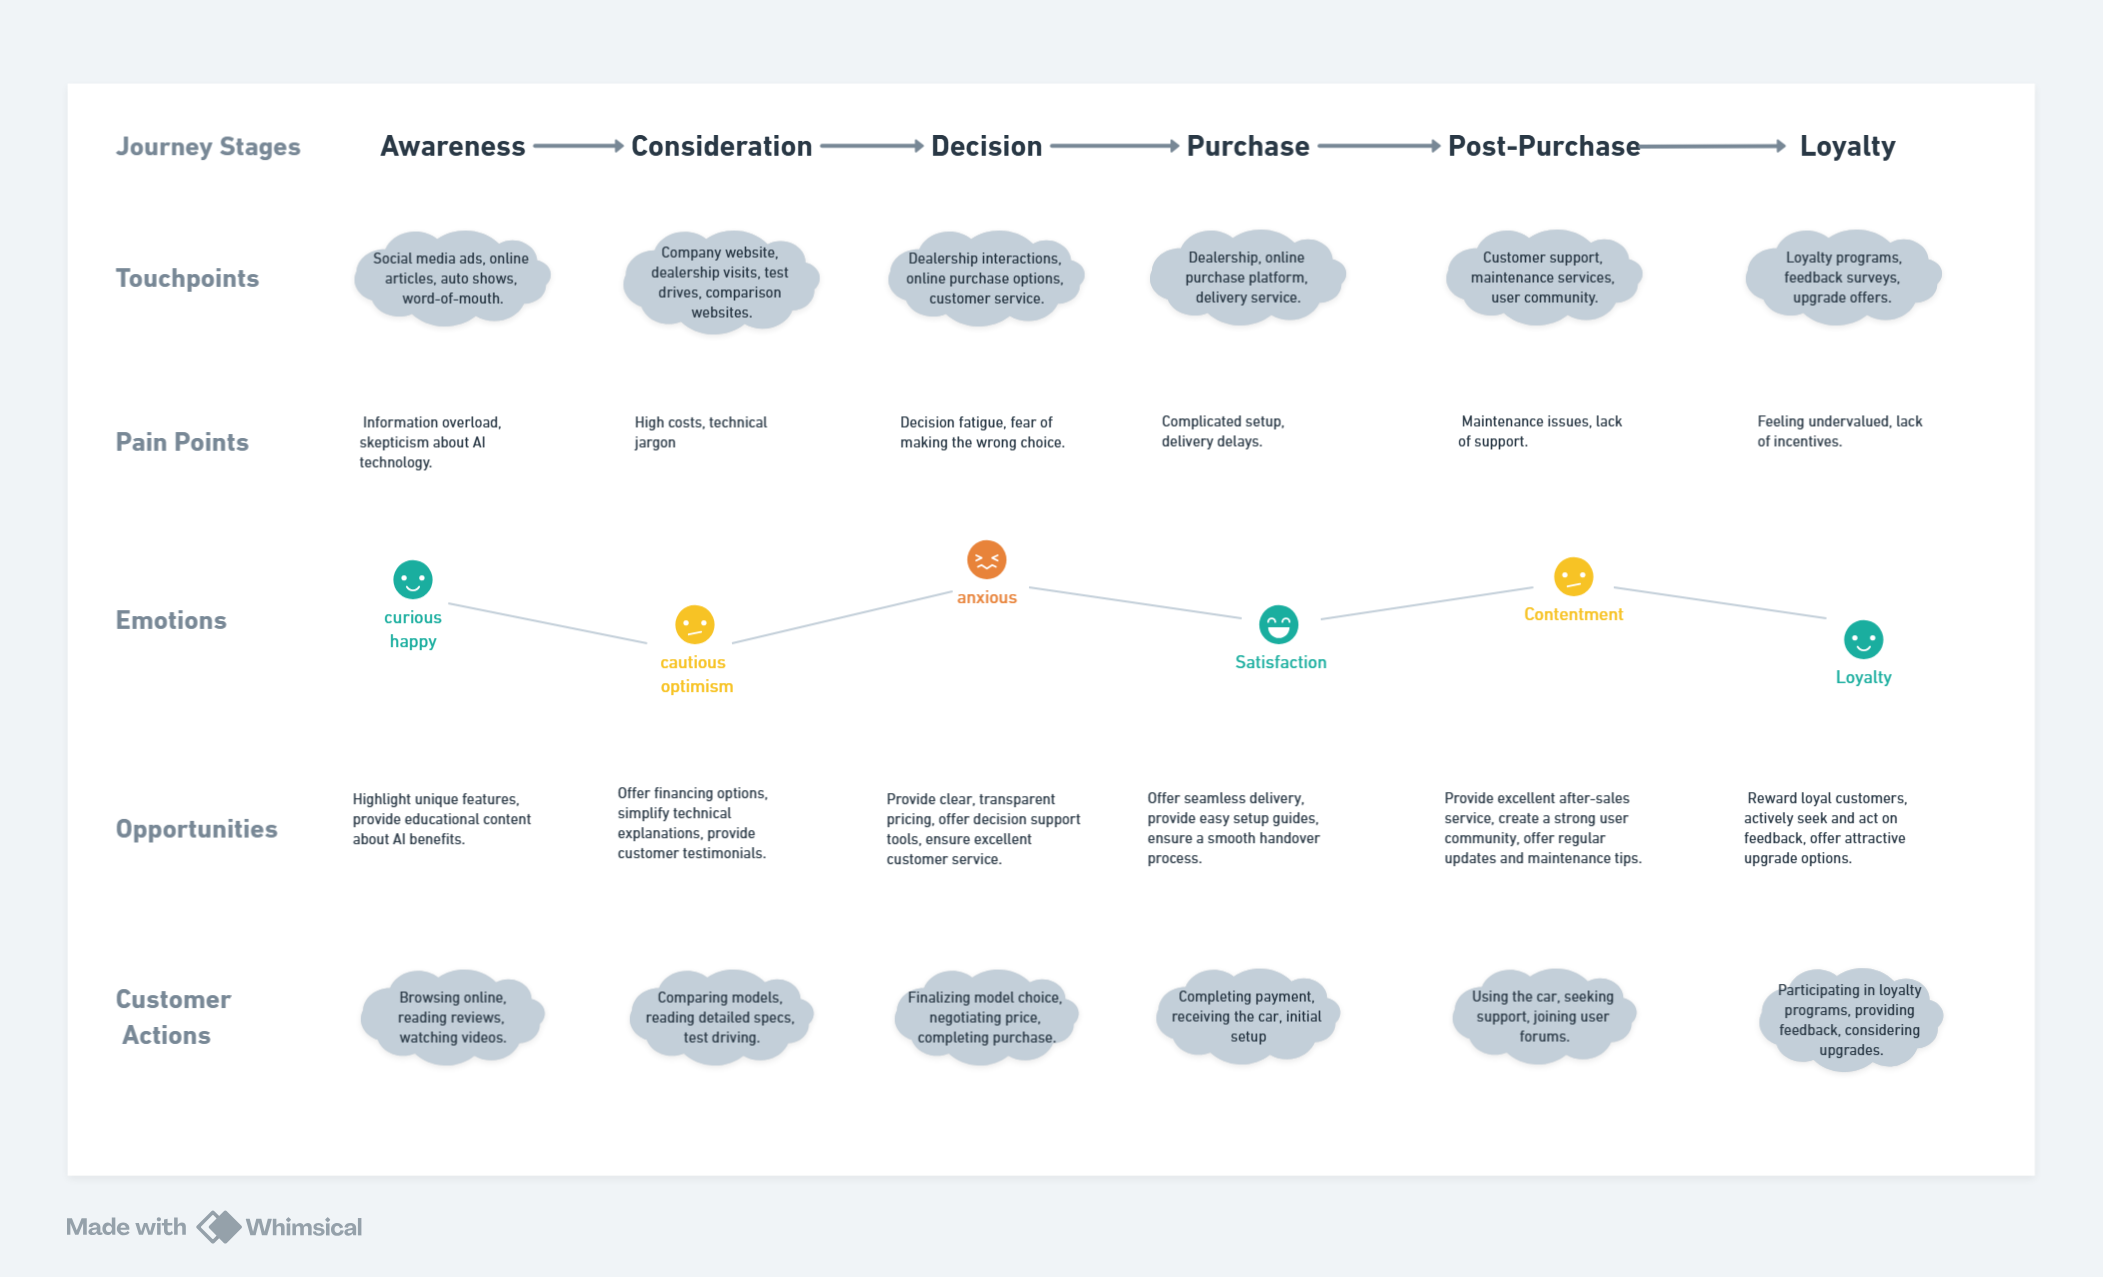 Journey Stages
Awareness
Consideration
Decision
Purchase
Post-Purchase
Loyalty
Touchpoints
Social media ads, online
articles, auto shows,
word-of-mouth.
Company website,
dealership visits, test
drives, comparison
websites.
Dealership interactions,
online purchase options,
customer service.
Dealership, online
purchase platform,
delivery service.
Customer support,
maintenance services,
user community.
Loyalty programs,
feedback surveys,
upgrade offers.
Pain Points
Information overload,
skepticism about AI
technology.
High costs, technical
jargon
Decision fatigue, fear of
making the wrong choice.
Complicated setup,
delivery delays.
Maintenance issues, lack
of support.
Feeling undervalued, lack
of incentives.
Emotions
curious
happy
cautious
optimism
anxious
Satisfaction
Contentment
Loyalty
Opportunities
Highlight unique features,
provide educational content
about AI benefits.
Offer financing options,
simplify technical
explanations, provide
customer testimonials.
Provide clear, transparent
pricing, offer decision support
tools, ensure excellent
customer service.
Offer seamless delivery,
provide easy setup guides,
ensure a smooth handover
process.
Provide excellent after-sales
service, create a strong user
community, offer regular
updates and maintenance tips.
Reward loyal customers,
actively seek and act on
feedback, offer attractive
upgrade options.
Customer
Actions
Browsing online,
reading reviews,
watching videos.
Comparing models,
reading detailed specs,
test driving.
Finalizing model choice,
negotiating price,
completing purchase.
Completing payment,
receiving the car, initial
setup
Using the car, seeking
support, joining user
forums.
Participating in loyalty
programs, providing
feedback, considering
upgrades.
Made with Whimsical